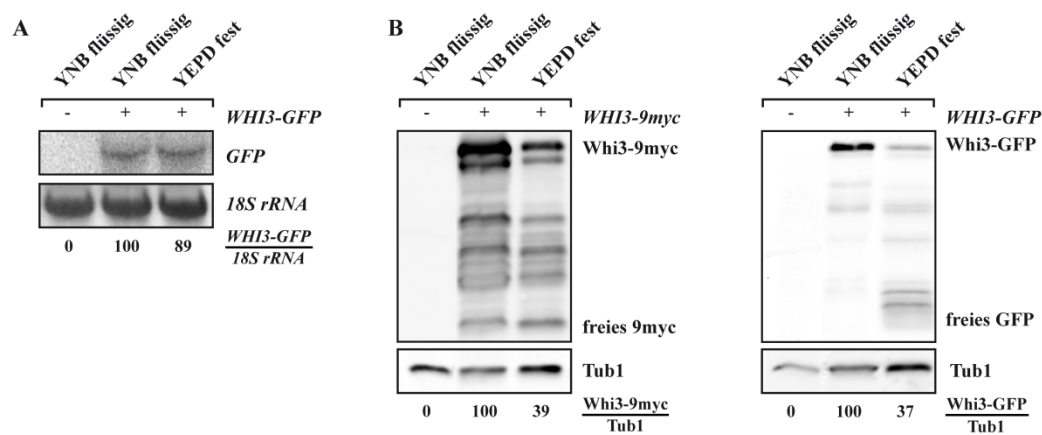 A
YNB flüssig
YNB flüssig
YEPD fest
- + + WHI3-GFP
GFP
18S rRNA
0 100 89 WHI3-GFP
18S rRNA
B
YNB flüssig
YNB flüssig
YEPD fest
- + + WHI3-9myc
Whi3-9myc
freies 9myc
Tub1
0 100 39 Whi3-9myc
Tub1
YNB flüssig
YNB flüssig
YEPD fest
- + + WHI3-GFP
Whi3-GFP
freies GFP
Tub1
0 100 37 Whi3-GFP
Tub1